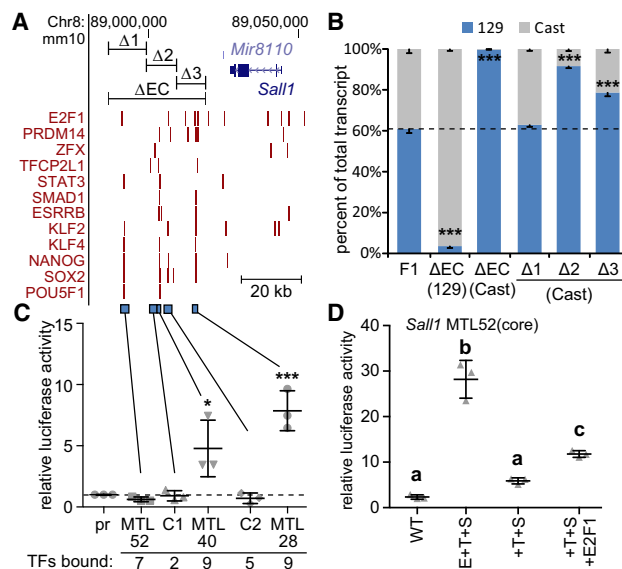 A
Chr8:
mm10
89,000,000
89,050,000
Δ1
Δ2
Δ3
ΔEC
Mir8110
Sall1
E2F1
PRDM14
ZFX
TFCP2L1
STAT3
SMAD1
ESRRB
KLF2
KLF4
NANOG
SOX2
POU5F1
20 kb
B
129
Cast
percent of total transcript
100%
80%
60%
40%
20%
0%
***
***
***
***
F1
ΔEC
ΔEC
Δ1
Δ2
Δ3
(129)
(Cast)
(Cast)
C
relative luciferase activity
15
10
5
0
*
***
pr
MTL
C1
MTL
C2
MTL
52
40
28
TFs bound:
7
2
9
5
9
D
Sall1 MTL52(core)
relative luciferase activity
40
30
20
10
0
a
b
a
c
WT
E+T+S
+T+S
+T+S
+E2F1